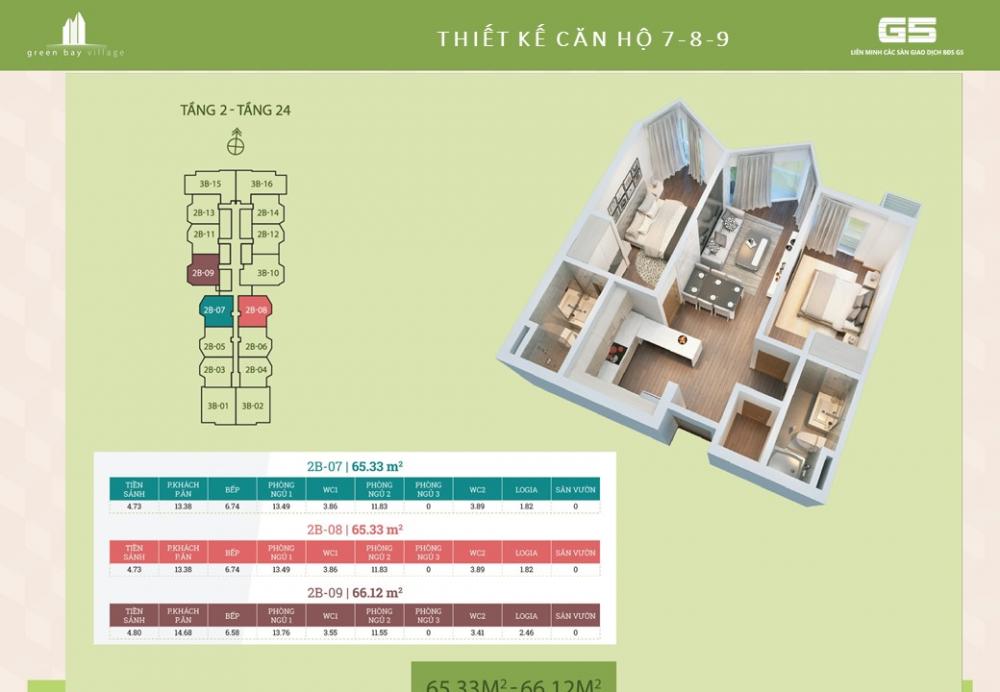 green bay village
THIẾT KẾ CĂN HỘ 7-8-9
G5
LIÊN MINH CÁC SÀN GIAO DỊCH BĐS G5
TẦNG 2 - TẦNG 24
3B-15 3B-16
2B-13 2B-14
2B-11 2B-12
2B-09 3B-10
2B-07 2B-08
2B-05 2B-06
2B-03 2B-04
3B-01 3B-02
2B-07 | 65.33 m²
TIỀN SẢNH P.KHÁCH P.ĂN BẾP PHÒNG NGỦ 1 WC1 PHÒNG NGỦ 2 PHÒNG NGỦ 3 WC2 LOGIA SÂN VƯỜN
4.73 13.38 6.74 13.49 3.86 11.83 0 3.89 1.82 0
2B-08 | 65.33 m²
TIỀN SẢNH P.KHÁCH P.ĂN BẾP PHÒNG NGỦ 1 WC1 PHÒNG NGỦ 2 PHÒNG NGỦ 3 WC2 LOGIA SÂN VƯỜN
4.73 13.38 6.74 13.49 3.86 11.83 0 3.89 1.82 0
2B-09 | 66.12 m²
TIỀN SẢNH P.KHÁCH P.ĂN BẾP PHÒNG NGỦ 1 WC1 PHÒNG NGỦ 2 PHÒNG NGỦ 3 WC2 LOGIA SÂN VƯỜN
4.80 14.68 6.58 13.76 3.55 11.55 0 3.41 2.46 0
65.33M² - 66.12M²